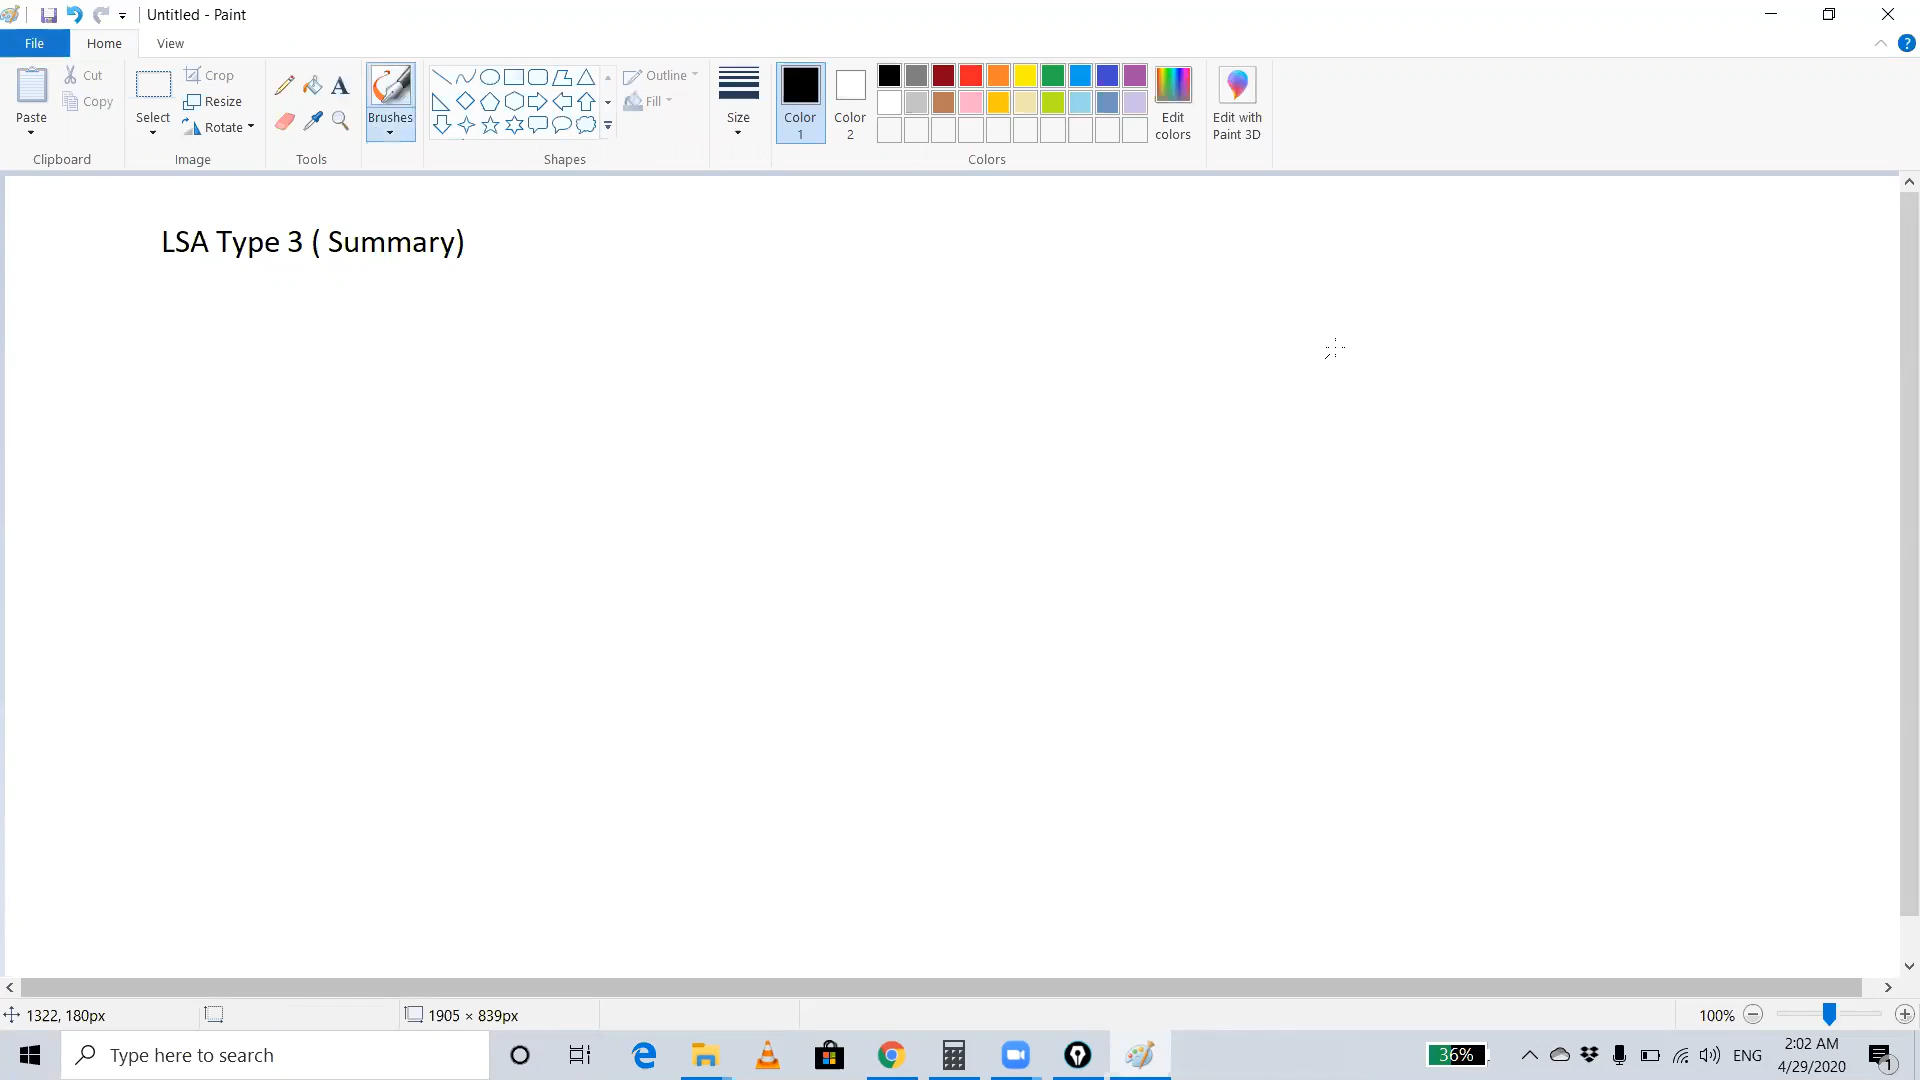 Untitled - Paint
File Home View
Paste
Cut
Copy
Clipboard
Select
Crop
Resize
Rotate
Image
A
Tools
Brushes
Outline
Fill
Shapes
Size
Color 1
Color 2
Edit colors
Colors
Edit with Paint 3D
LSA Type 3 ( Summary)
1322, 180px
1905 × 839px
100%
Type here to search
36%
ENG
2:02 AM
4/29/2020
1